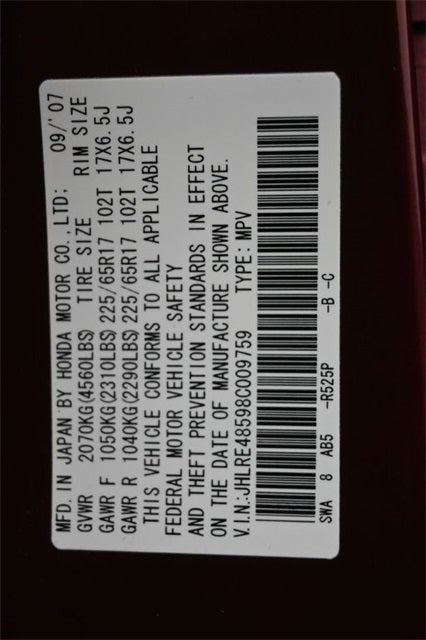 MFD. IN JAPAN BY HONDA MOTOR CO., LTD; 09/'07
GVWR 2070KG(4560LBS) TIRE SIZE RIM SIZE
GAWR F 1050KG(2310LBS) 225/65R17 102T 17X6.5J
GAWR R 1040KG(2290LBS) 225/65R17 102T 17X6.5J
THIS VEHICLE CONFORMS TO ALL APPLICABLE
FEDERAL MOTOR VEHICLE SAFETY
AND THEFT PREVENTION STANDARDS IN EFFECT
ON THE DATE OF MANUFACTURE SHOWN ABOVE.
V.I.N.:JHLRE48598C009759 TYPE: MPV
SWA 8 AB5 -R525P -B -C